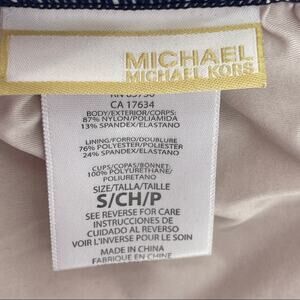 MICHAEL
MICHAEL KORS
CA 17634
BODY/EXTERIOR/CORPS:
87% NYLON/POLIAMIDA
13% SPANDEX/ELASTANO
LINING/FORRO/DOUBLURE
76% POLYESTER/POLIESTER
24% SPANDEX/ELASTANO
CUPS/COPAS/BONNET
100% POLYURETHANE/
POLIURETANO
SIZE/TALLA/TAILLE
S/CH/P
SEE REVERSE FOR CARE
INSTRUCCIONES DE
CUIDADO AL REVERSO
VOIR L'INVERSE POUR LE SOIN
MADE IN CHINA
FABRIQUE EN CHINE